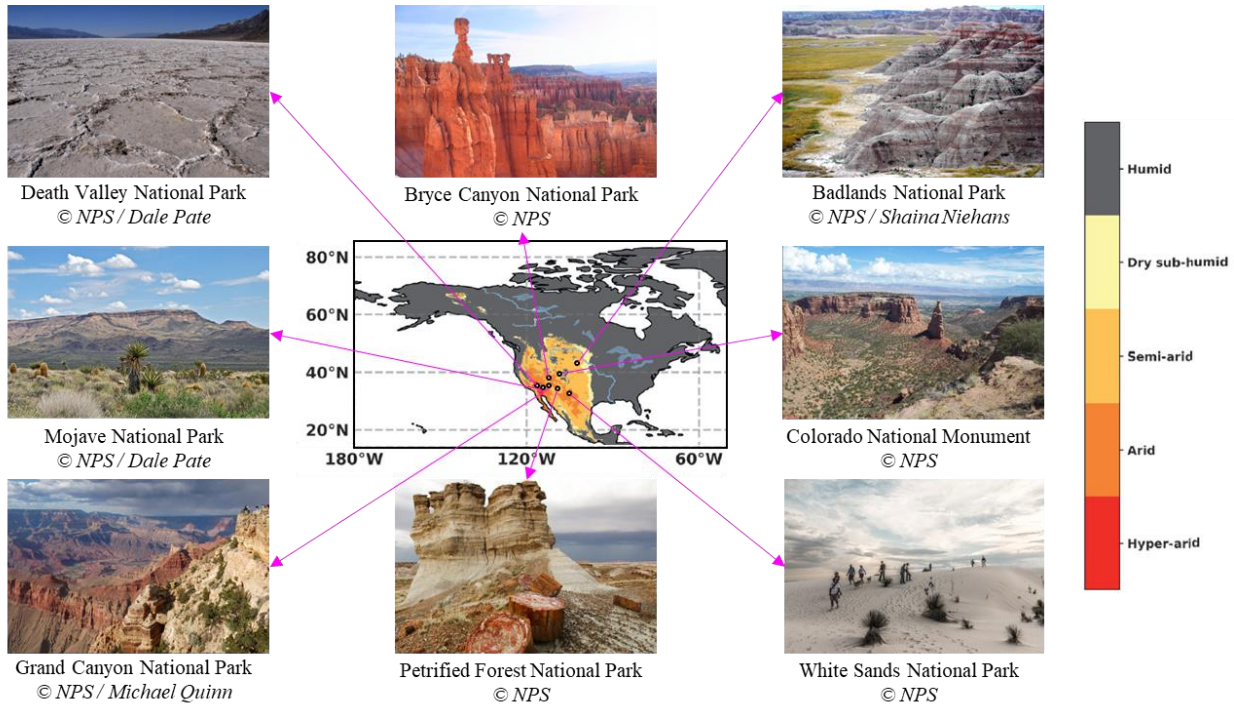 Death Valley National Park
© NPS / Dale Pate
Bryce Canyon National Park
© NPS
Badlands National Park
© NPS / Shaina Niehans
Mojave National Park
© NPS / Dale Pate
80°N
60°N
40°N
20°N
180°W
120°W
60°W
Colorado National Monument
© NPS
Grand Canyon National Park
© NPS / Michael Quinn
Petrified Forest National Park
© NPS
White Sands National Park
© NPS
Humid
Dry sub-humid
Semi-arid
Arid
Hyper-arid